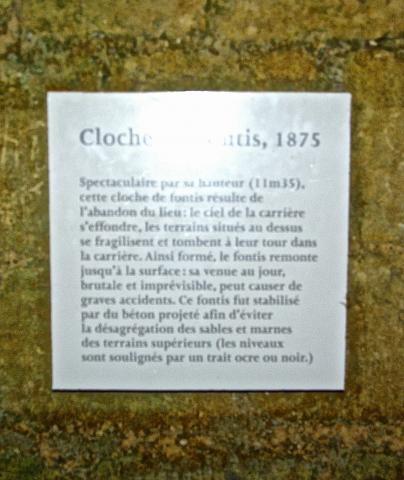 Cloche ntis, 1875
Spectaculaire par sa hauteur (11m35),
cette cloche de fontis résulte de
l'abandon du lieu : le ciel de la carrière
s'effondre, les terrains situés au dessus
se fragilisent et tombent à leur tour dans
la carrière. Ainsi formé, le fontis remonte
jusqu'à la surface : sa venue au jour,
brutale et imprévisible, peut causer de
graves accidents. Ce fontis fut stabilisé
par du béton projeté afin d'éviter
la désagrégation des sables et marnes
des terrains supérieurs (les niveaux
sont soulignés par un trait ocre ou noir.)